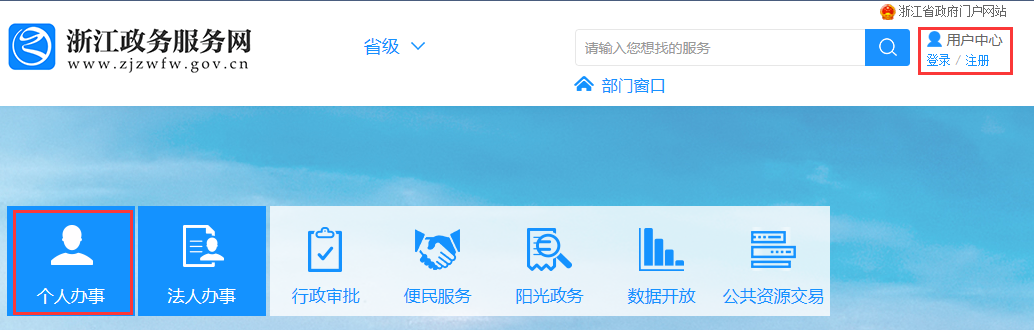 浙江省政府门户网站
浙江政务服务网
www.zjzwfw.gov.cn
省级
请输入您想找的服务
用户中心
登录 / 注册
部门窗口
个人办事
法人办事
行政审批
便民服务
阳光政务
数据开放
公共资源交易